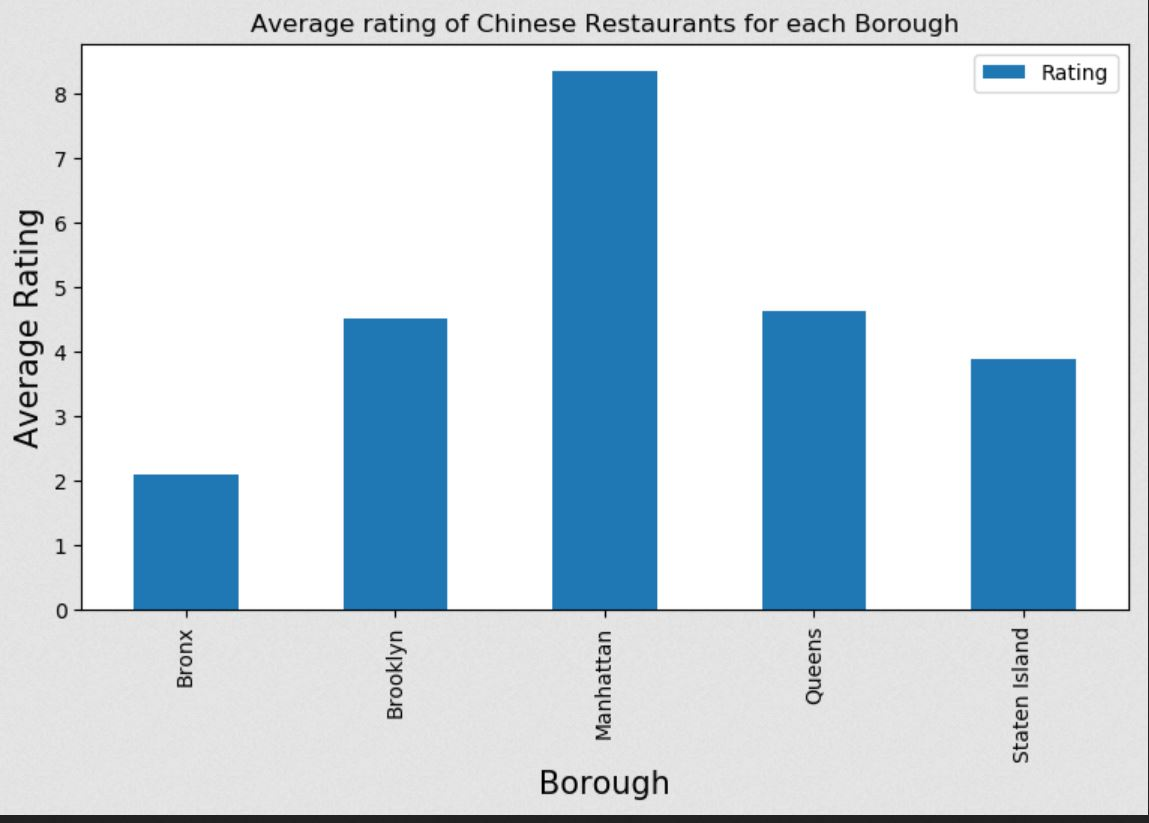 Average rating of Chinese Restaurants for each Borough
Rating
Average Rating
8
7
6
5
4
3
2
1
0
Bronx
Brooklyn
Manhattan
Queens
Staten Island
Borough